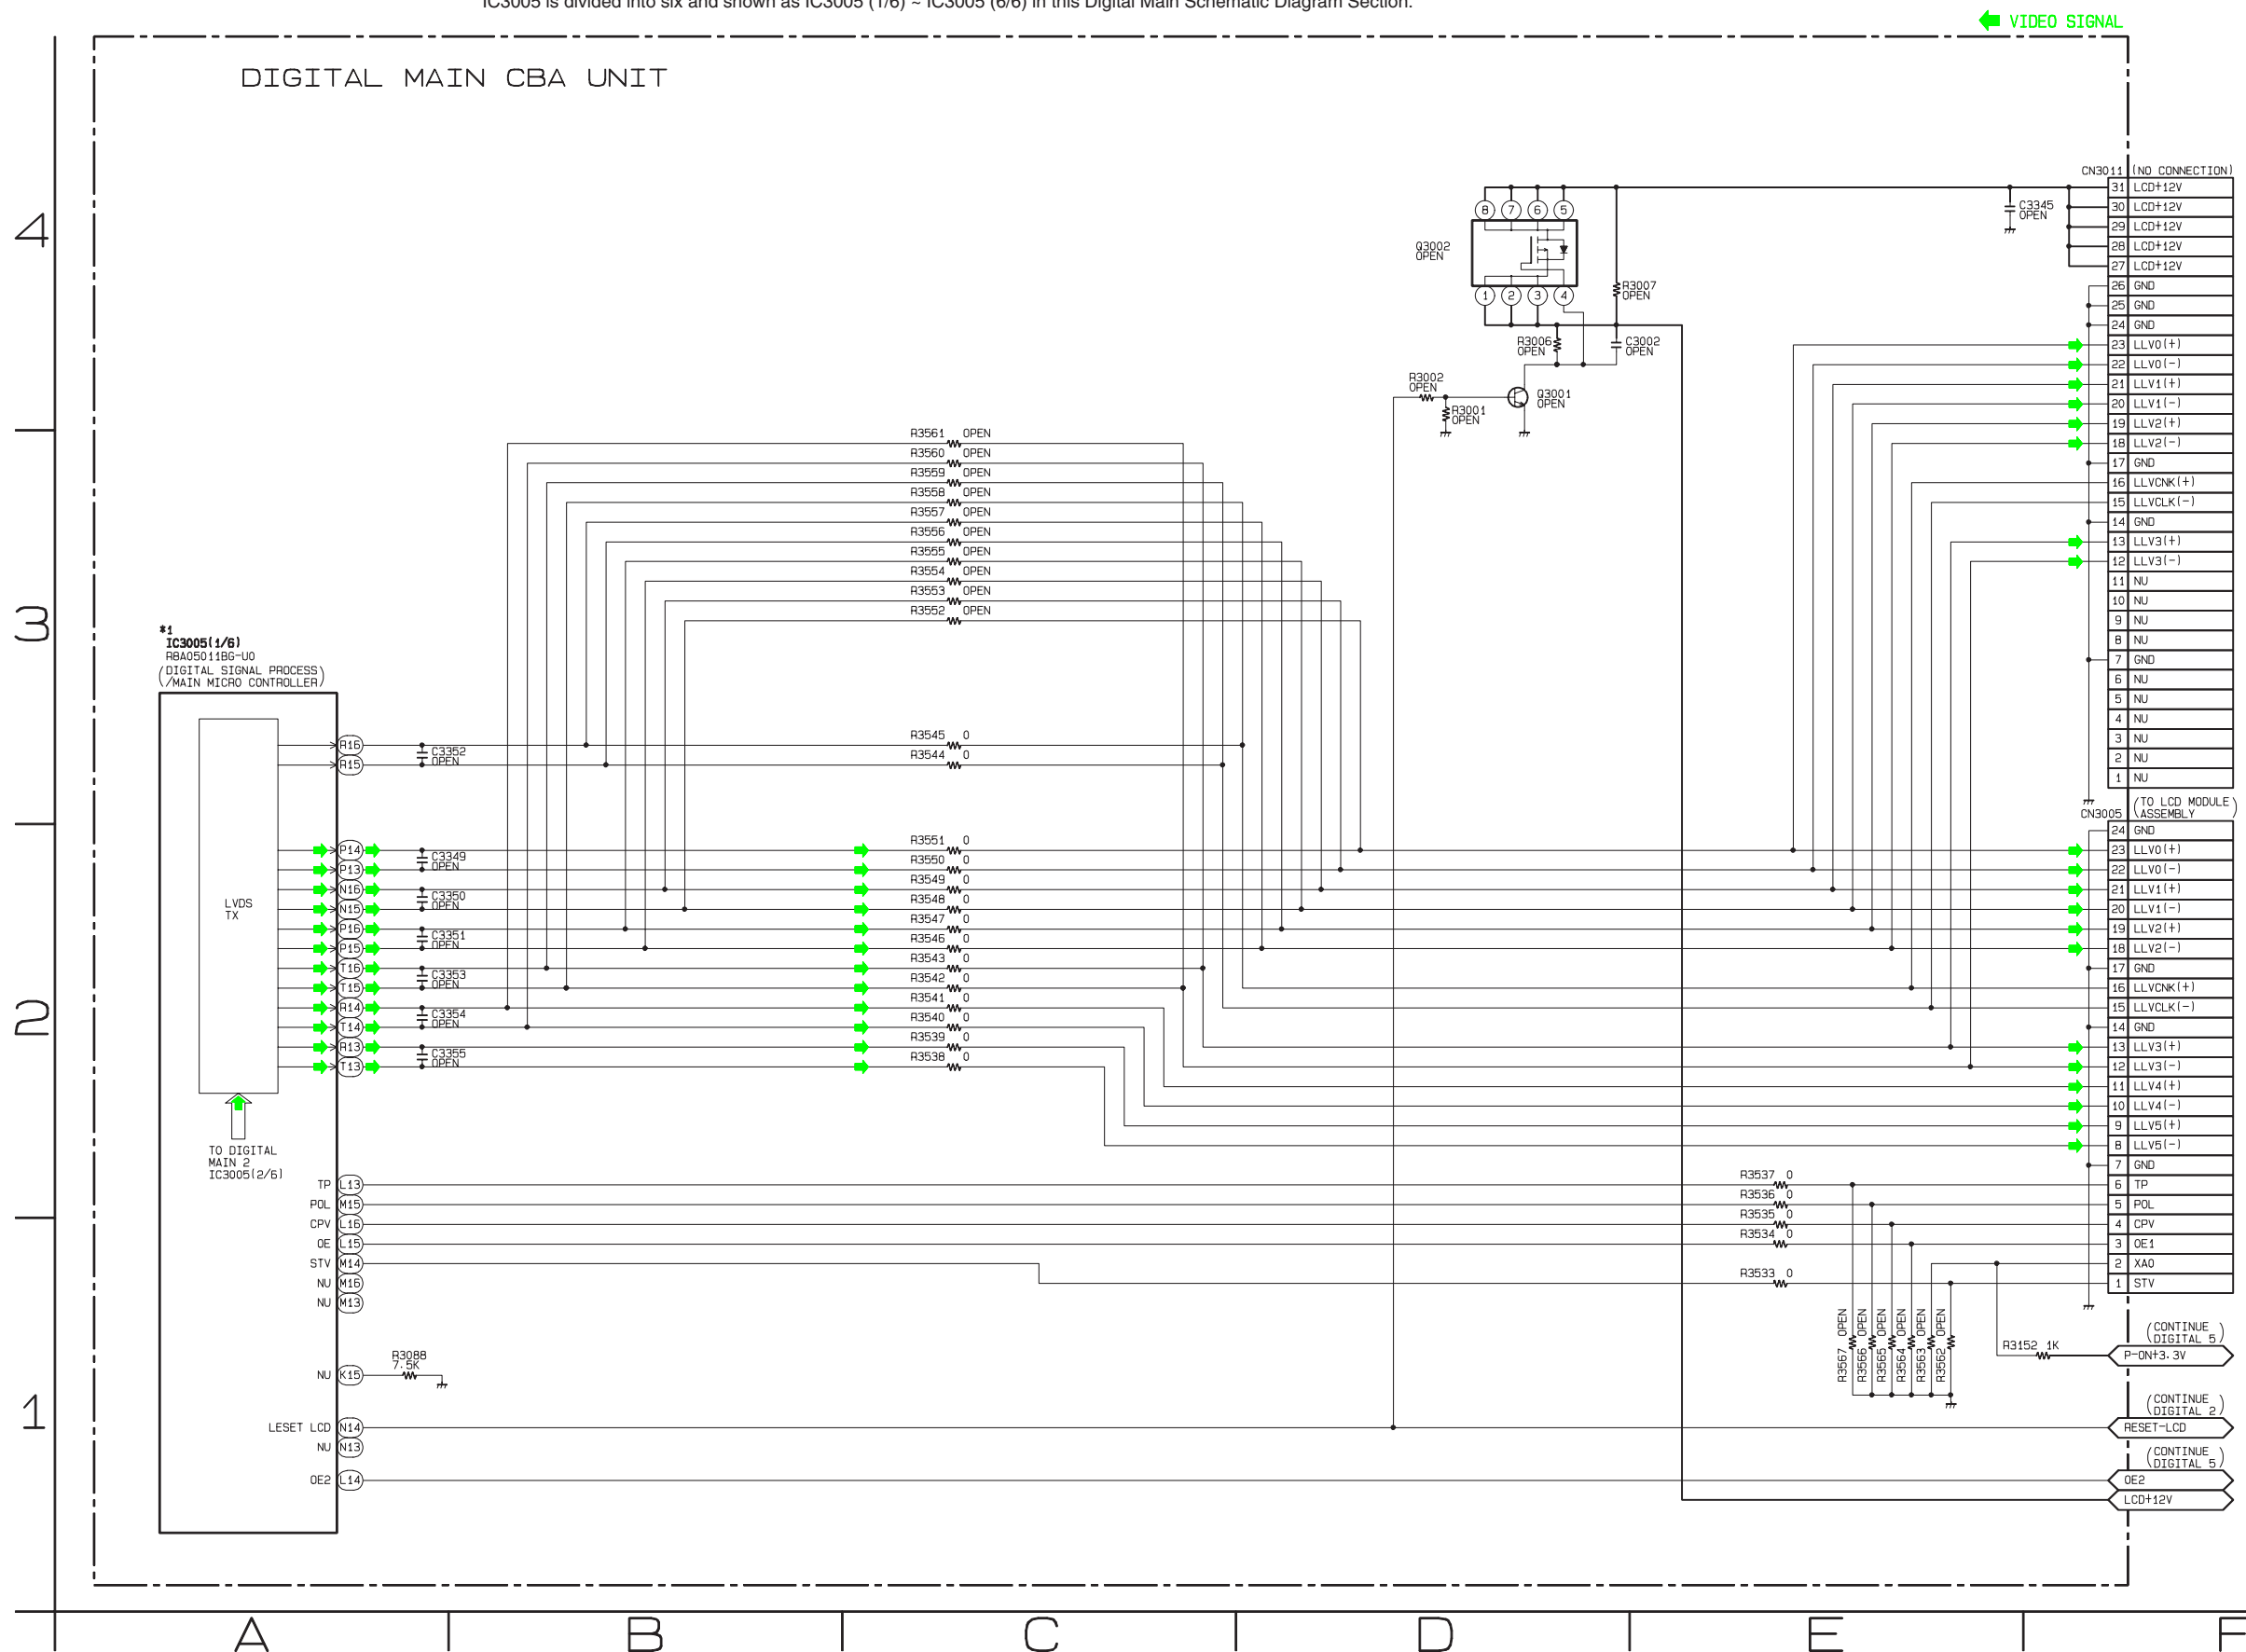 IC3005 is divided into six and shown as IC3005 (1/6) ~ IC3005 (6/6) in this Digital Main Schematic Diagram Section.
VIDEO SIGNAL
DIGITAL MAIN CBA UNIT
4
3
2
1
CN3011 (NO CONNECTION)
31 LCD+12V
30 LCD+12V
29 LCD+12V
28 LCD+12V
27 LCD+12V
26 GND
25 GND
24 GND
23 LLV0(+)
22 LLV0(-)
21 LLV1(+)
20 LLV1(-)
19 LLV2(+)
18 LLV2(-)
17 GND
16 LLVCNK(+)
15 LLVCLK(-)
14 GND
13 LLV3(+)
12 LLV3(-)
11 NU
10 NU
9 NU
8 NU
7 GND
6 NU
5 NU
4 NU
3 NU
2 NU
1 NU
C3345
OPEN
8 7 6 5
Q3002
OPEN
1 2 3 4
R3007
OPEN
R3006
OPEN
C3002
OPEN
R3002
OPEN
R3001
OPEN
Q3001
OPEN
R3561 OPEN
R3560 OPEN
R3559 OPEN
R3558 OPEN
R3557 OPEN
R3556 OPEN
R3555 OPEN
R3554 OPEN
R3553 OPEN
R3552 OPEN
*1
IC3005(1/6)
R8A05011BG-U0
(DIGITAL SIGNAL PROCESS)
(/MAIN MICRO CONTROLLER)
LVDS
TX
R16
R15
P14
P13
N16
N15
P16
P15
T16
T15
R14
T14
R13
T13
C3352
OPEN
C3349
OPEN
C3350
OPEN
C3351
OPEN
C3353
OPEN
C3354
OPEN
C3355
OPEN
R3545 0
R3544 0
R3551 0
R3550 0
R3549 0
R3548 0
R3547 0
R3546 0
R3543 0
R3542 0
R3541 0
R3540 0
R3539 0
R3538 0
TO DIGITAL
MAIN 2
IC3005(2/6)
TP L13
POL M15
CPV L16
OE L15
STV M14
NU M16
NU M13
NU K15
R3088
7.5K
LESET LCD N14
NU N13
OE2 L14
R3537 0
R3536 0
R3535 0
R3534 0
R3533 0
R3567 OPEN
R3566 OPEN
R3565 OPEN
R3564 OPEN
R3563 OPEN
R3562 OPEN
CN3005 (TO LCD MODULE)
(ASSEMBLY )
24 GND
23 LLV0(+)
22 LLV0(-)
21 LLV1(+)
20 LLV1(-)
19 LLV2(+)
18 LLV2(-)
17 GND
16 LLVCNK(+)
15 LLVCLK(-)
14 GND
13 LLV3(+)
12 LLV3(-)
11 LLV4(+)
10 LLV4(-)
9 LLV5(+)
8 LLV5(-)
7 GND
6 TP
5 POL
4 CPV
3 OE1
2 XAO
1 STV
R3152 1K
(CONTINUE
DIGITAL 5)
P-ON+3.3V
(CONTINUE
DIGITAL 2)
RESET-LCD
(CONTINUE
DIGITAL 5)
OE2
LCD+12V
A B C D E F